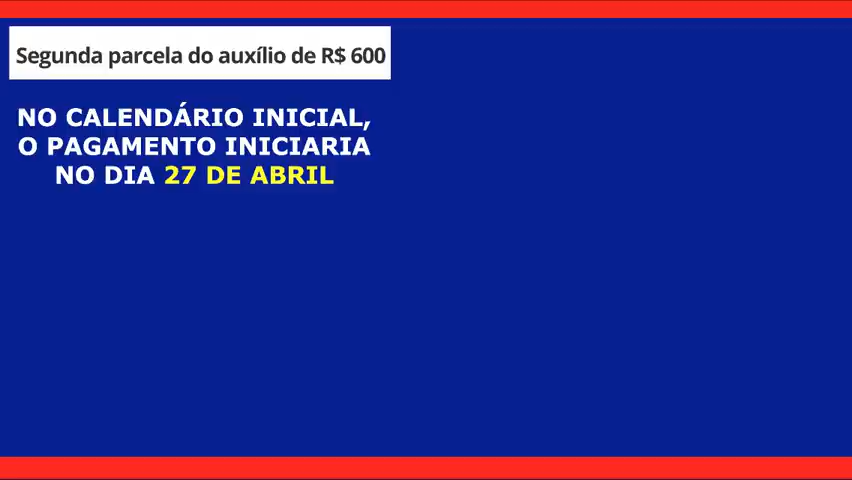 Segunda parcela do auxílio de R$ 600
NO CALENDÁRIO INICIAL,
O PAGAMENTO INICIARIA
NO DIA 27 DE ABRIL